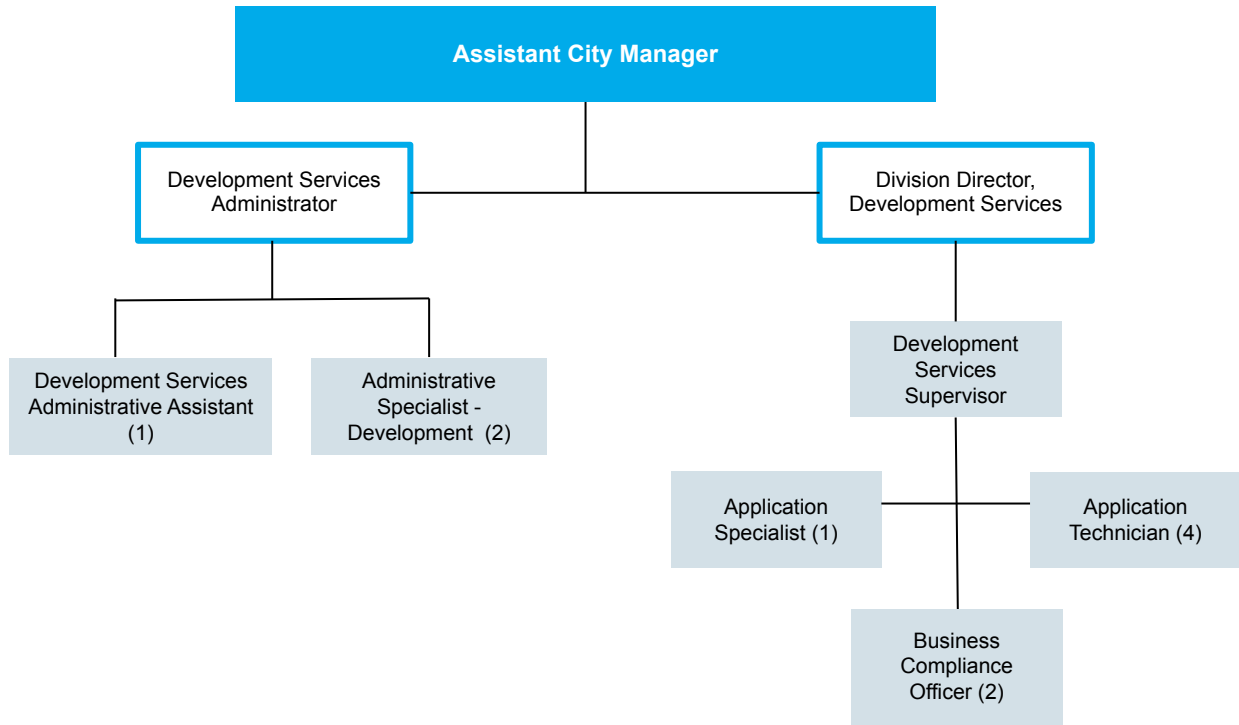 Assistant City Manager
Development Services
Administrator
Division Director,
Development Services
Development Services
Administrative Assistant
(1)
Administrative
Specialist -
Development (2)
Development
Services
Supervisor
Application
Specialist (1)
Application
Technician (4)
Business
Compliance
Officer (2)